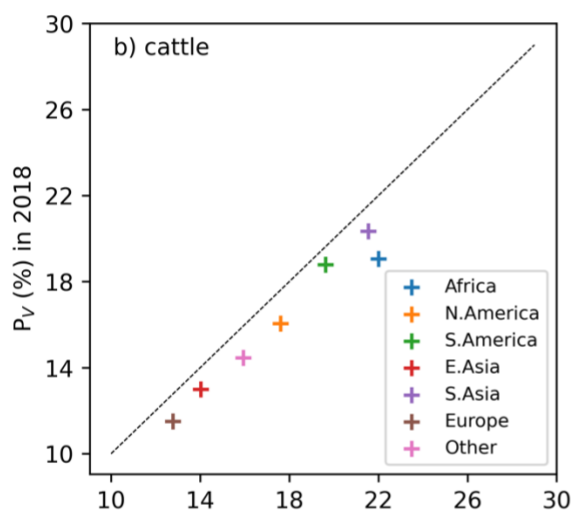 b) cattle
P_V (%) in 2018
30
26
22
18
14
10
10 14 18 22 26 30
Africa
N.America
S.America
E.Asia
S.Asia
Europe
Other